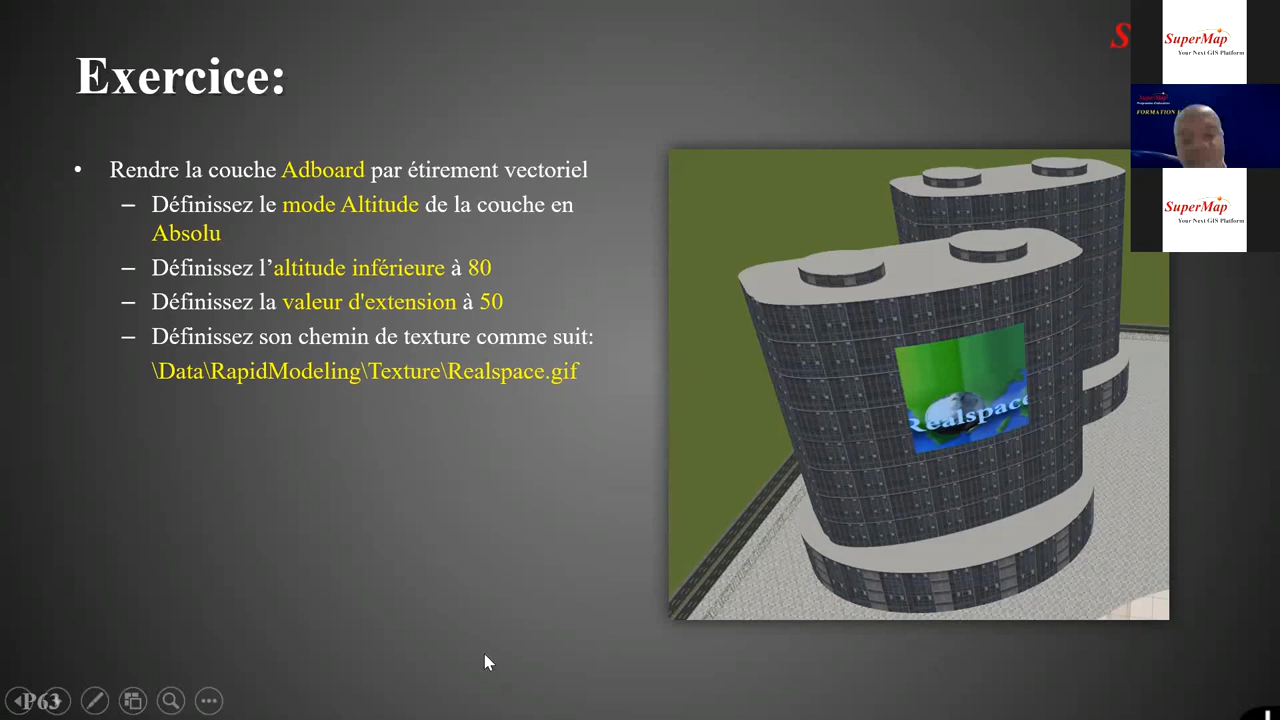 Exercice:
S
SuperMap
Your Next GIS Platform
SuperMap
FORMATION
• Rendre la couche Adboard par étirement vectoriel
– Définissez le mode Altitude de la couche en
Absolu
– Définissez l’altitude inférieure à 80
– Définissez la valeur d'extension à 50
– Définissez son chemin de texture comme suit:
\Data\RapidModeling\Texture\Realspace.gif
Realspace
SuperMap
Your Next GIS Platform
P63